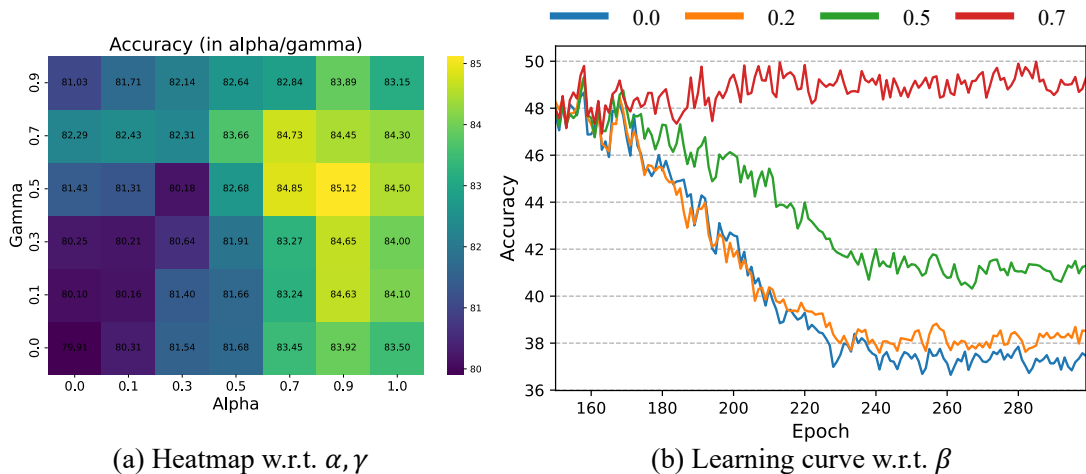 0.0 0.2 0.5 0.7
Accuracy (in alpha/gamma)
0.9 81.03 81.71 82.14 82.64 82.84 83.89 83.15
0.7 82.29 82.43 82.31 83.66 84.73 84.45 84.30
0.5 81.43 81.31 80.18 82.68 84.85 85.12 84.50
0.3 80.25 80.21 80.64 81.91 83.27 84.65 84.00
0.1 80.10 80.16 81.40 81.66 83.24 84.63 84.10
0.0 79.91 80.31 81.54 81.68 83.45 83.92 83.50
0.0 0.1 0.3 0.5 0.7 0.9 1.0
Alpha
Gamma
85
84
83
82
81
80
50
48
46
44
42
40
38
36
Accuracy
160 180 200 220 240 260 280
Epoch
(a) Heatmap w.r.t. α, γ
(b) Learning curve w.r.t. β